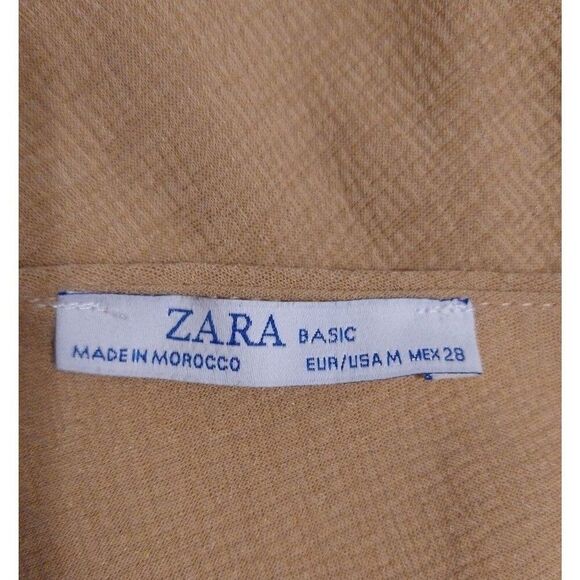 ZARA BASIC
MADE IN MOROCCO EUR/USA M MEX 28